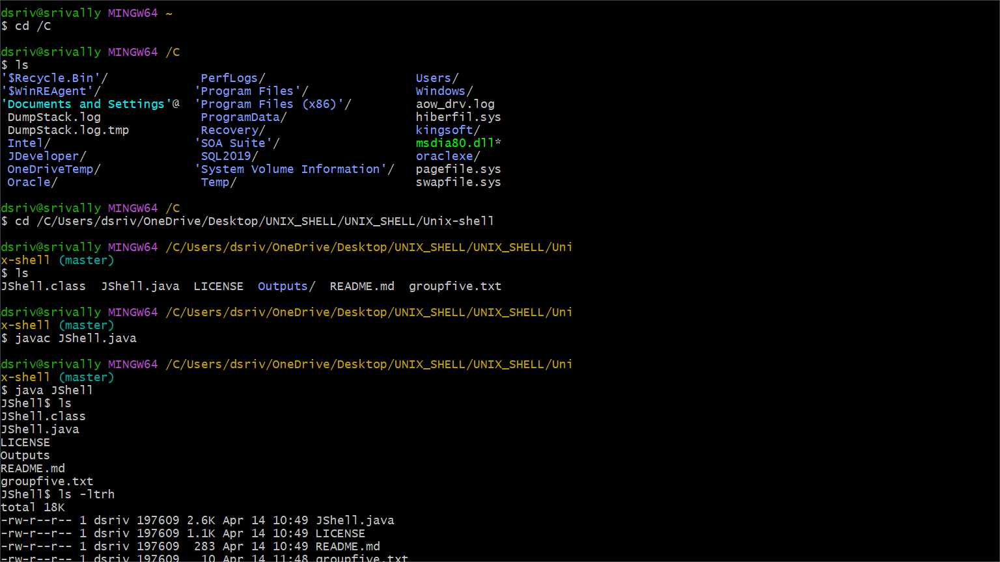 dsriv@srivally MINGW64 ~
$ cd /C
dsriv@srivally MINGW64 /C
$ ls
'$Recycle.Bin'/ PerfLogs/ Users/
'$WinREAgent'/ 'Program Files'/ Windows/
'Documents and Settings'@ 'Program Files (x86)'/ aow_drv.log
DumpStack.log ProgramData/ hiberfil.sys
DumpStack.log.tmp Recovery/ kingsoft/
Intel/ 'SOA Suite'/ msdia80.dll*
JDeveloper/ SQL2019/ oraclexe/
OneDriveTemp/ 'System Volume Information'/ pagefile.sys
Oracle/ Temp/ swapfile.sys
dsriv@srivally MINGW64 /C
$ cd /C/Users/dsriv/OneDrive/Desktop/UNIX_SHELL/UNIX_SHELL/Unix-shell
dsriv@srivally MINGW64 /C/Users/dsriv/OneDrive/Desktop/UNIX_SHELL/UNIX_SHELL/Uni
x-shell (master)
$ ls
JShell.class JShell.java LICENSE Outputs/ README.md groupfive.txt
dsriv@srivally MINGW64 /C/Users/dsriv/OneDrive/Desktop/UNIX_SHELL/UNIX_SHELL/Uni
x-shell (master)
$ javac JShell.java
dsriv@srivally MINGW64 /C/Users/dsriv/OneDrive/Desktop/UNIX_SHELL/UNIX_SHELL/Uni
x-shell (master)
$ java JShell
JShell$ ls
JShell.class
JShell.java
LICENSE
Outputs
README.md
groupfive.txt
JShell$ ls -ltrh
total 18K
-rw-r--r-- 1 dsriv 197609 2.6K Apr 14 10:49 JShell.java
-rw-r--r-- 1 dsriv 197609 1.1K Apr 14 10:49 LICENSE
-rw-r--r-- 1 dsriv 197609 283 Apr 14 10:49 README.md
-rw-r--r-- 1 dsriv 197609 10 Apr 14 11:48 groupfive.txt